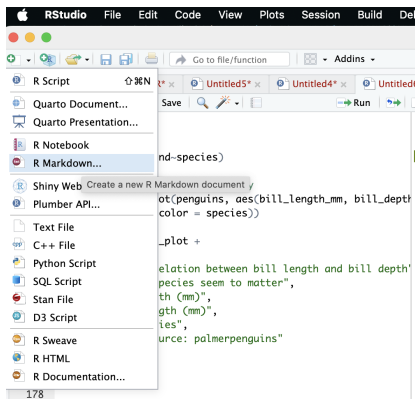 RStudio File Edit Code View Plots Session Build De
Go to file/function Addins
R Script ⇧⌘N R* × Untitled5* × Untitled4* × Untitled6
Quarto Document... Save Run
Quarto Presentation...
R Notebook
R Markdown... nd~species)
Shiny Web Create a new R Markdown document y
Plumber API... ot(penguins, aes(bill_length_mm, bill_depth
color = species))
Text File
C++ File _plot +
Python Script
SQL Script elation between bill length and bill depth"
pecies seem to matter",
Stan File th (mm)",
D3 Script gth (mm)",
ies",
R Sweave ource: palmerpenguins"
R HTML
R Documentation...
178